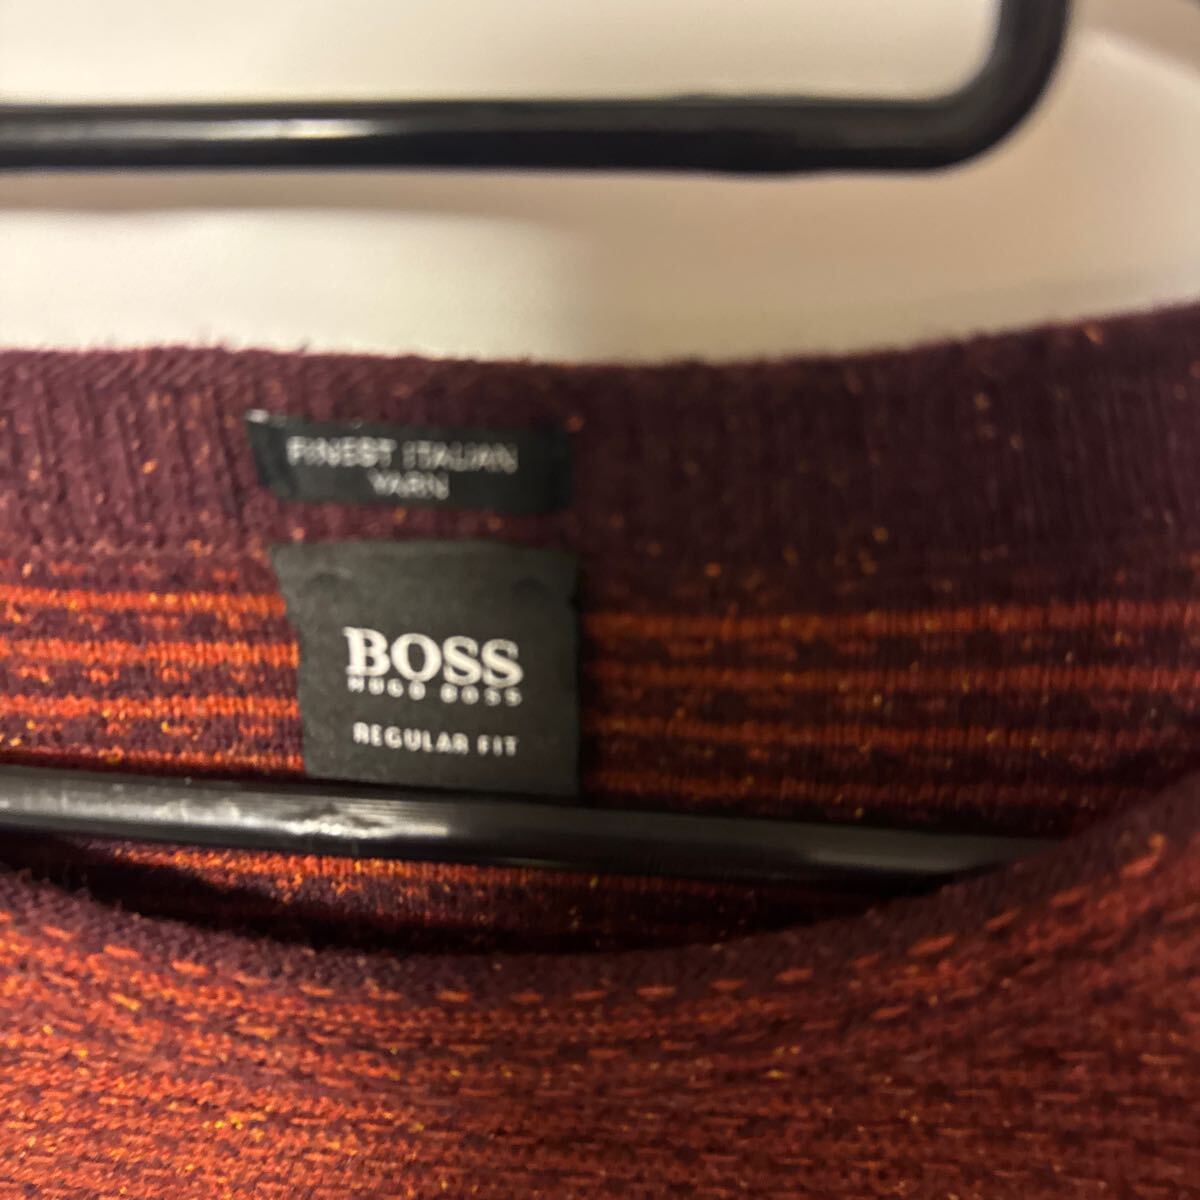 FINEST ITALIAN
YARN
BOSS
HUGO BOSS
REGULAR FIT